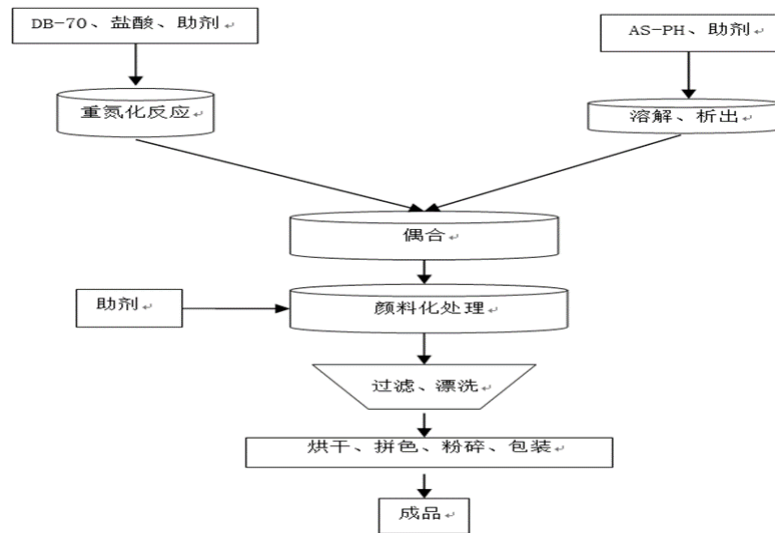 DB-70、盐酸、助剂
AS-PH、助剂
重氮化反应
溶解、析出
偶合
助剂
颜料化处理
过滤、漂洗
烘干、拼色、粉碎、包装
成品